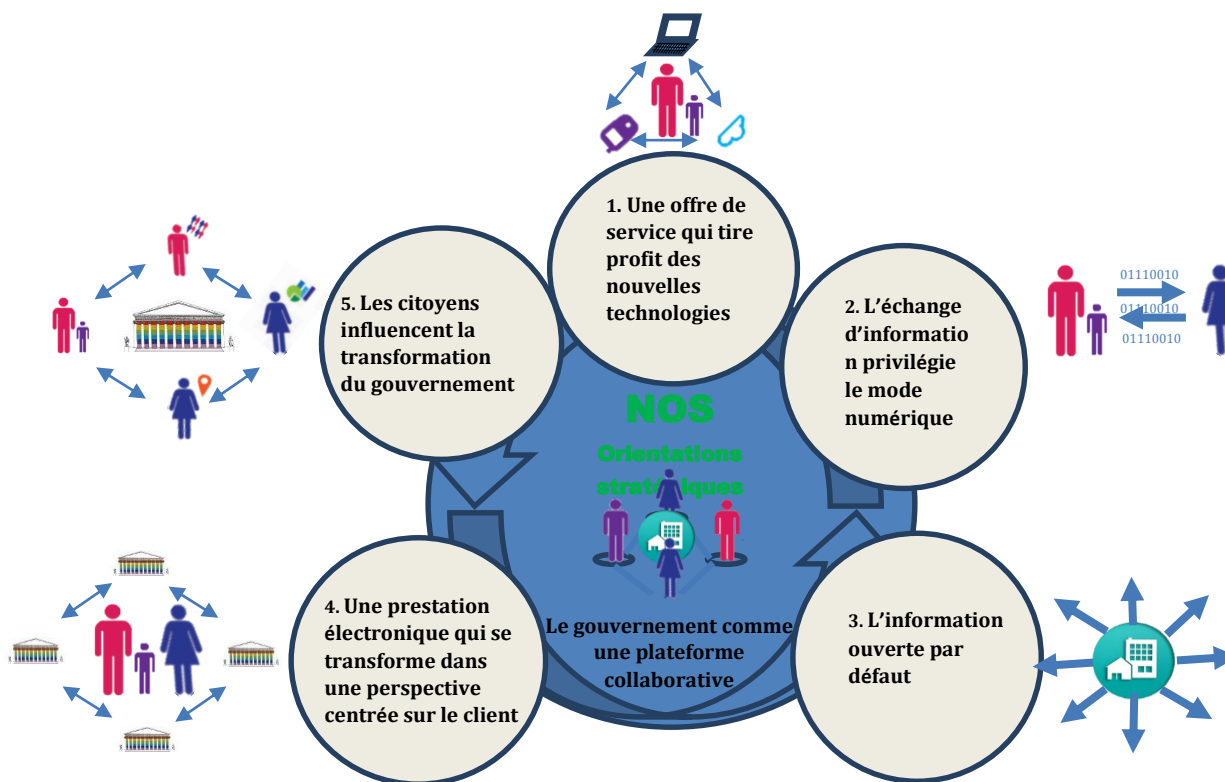 1. Une offre de
service qui tire
profit des
nouvelles
technologies
2. L'échange
d'informatio
n privilégie
le mode
numérique
01110010
01110010
01110010
3. L'information
ouverte par
défaut
4. Une prestation
électronique qui se
transforme dans
une perspective
centrée sur le client
5. Les citoyens
influencent la
transformation
du gouvernement
NOS
Orientations
stratégiques
Le gouvernement comme
une plateforme
collaborative